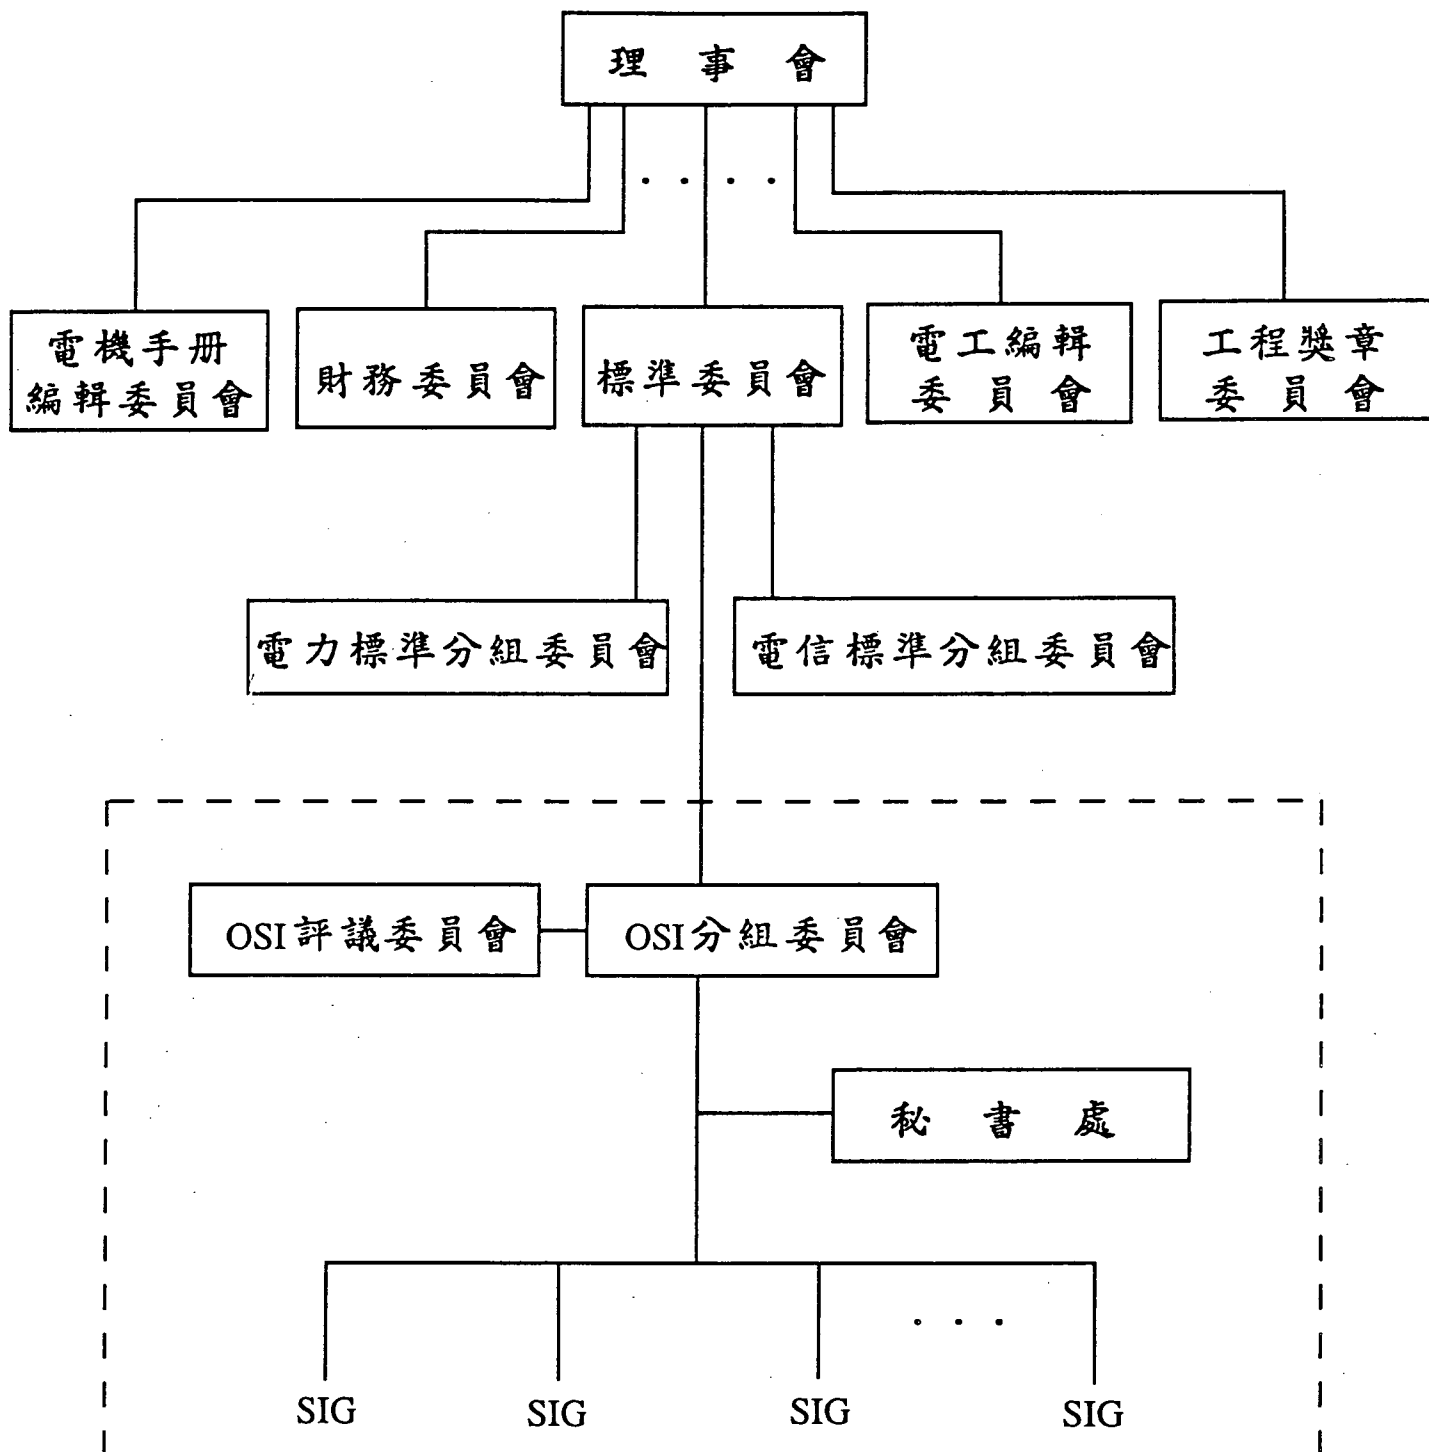 理事會
電機手册
編輯委員會
財務委員會
標準委員會
電工編輯
委員會
工程獎章
委員會
電力標準分組委員會
電信標準分組委員會
OSI評議委員會
OSI分組委員會
秘書處
SIG
SIG
SIG
SIG